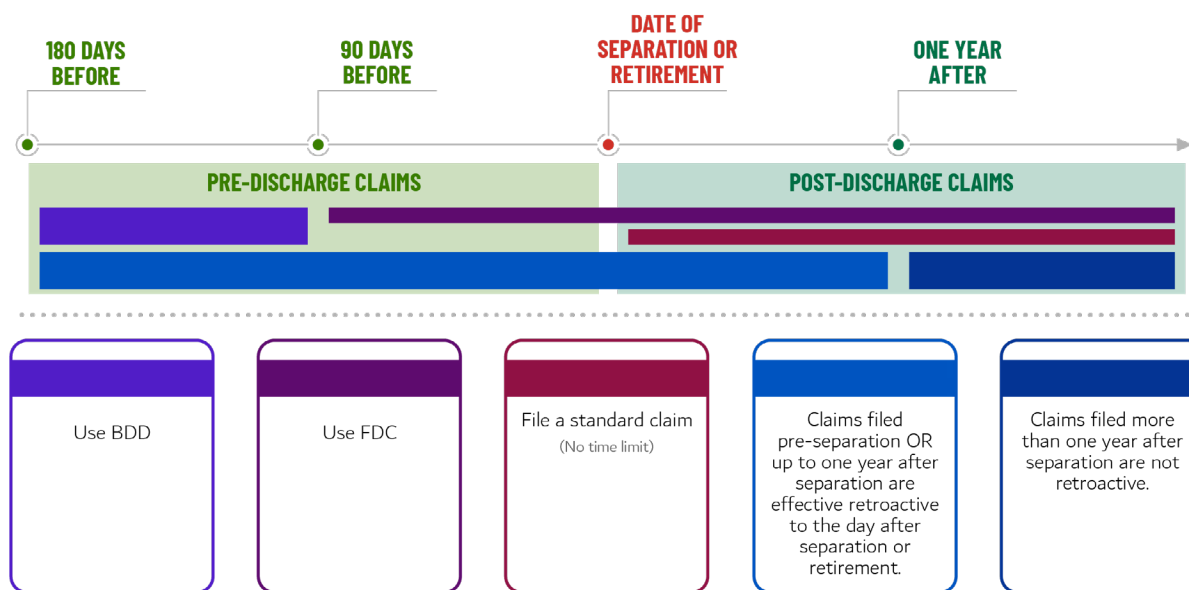 180 DAYS
BEFORE
90 DAYS
BEFORE
DATE OF
SEPARATION OR
RETIREMENT
ONE YEAR
AFTER
PRE-DISCHARGE CLAIMS
POST-DISCHARGE CLAIMS
Use BDD
Use FDC
File a standard claim
(No time limit)
Claims filed
pre-separation OR
up to one year after
separation are
effective retroactive
to the day after
separation or
retirement.
Claims filed more
than one year after
separation are not
retroactive.